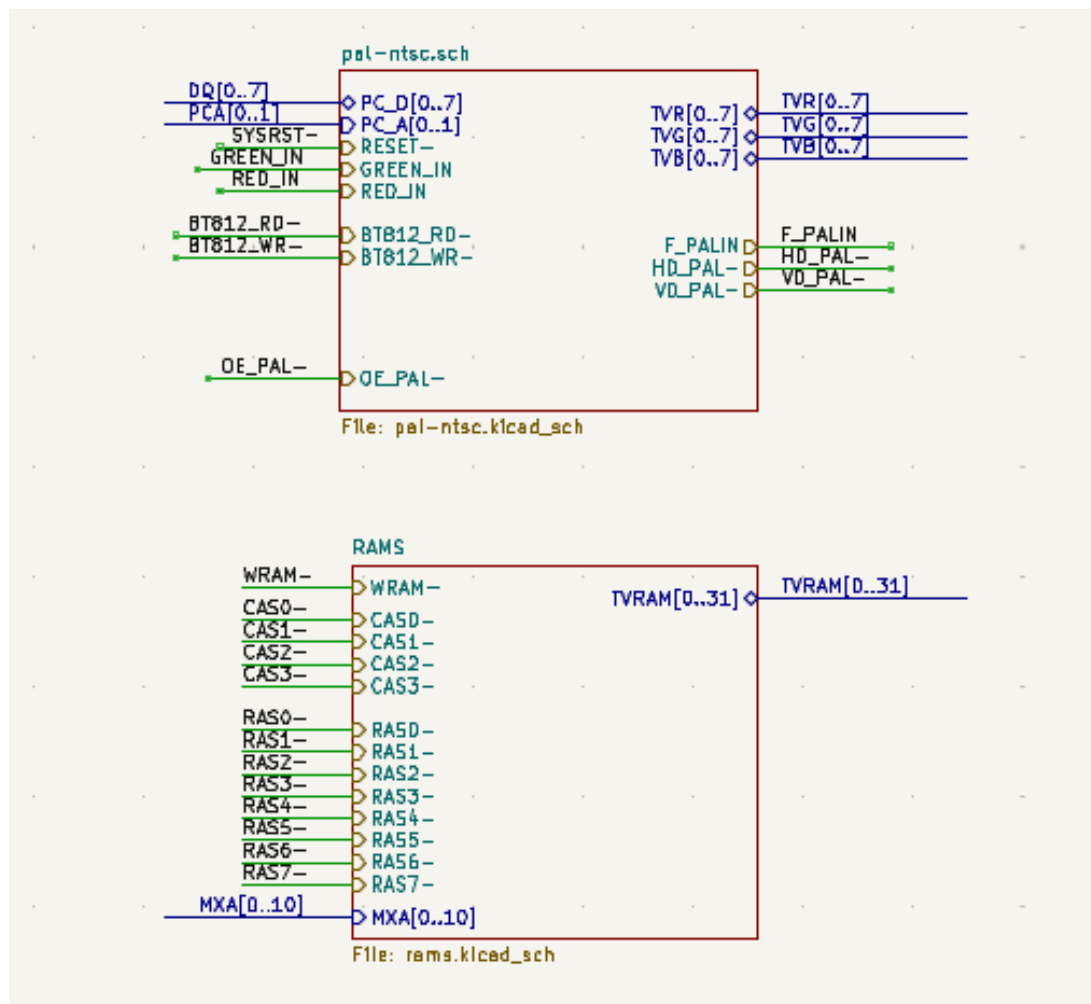 pal-ntsc.sch
DQ[0..7]
PC_D[0..7]
PCA[0..1]
PC_A[0..1]
SYSRST-
RESET-
GREEN_IN
GREEN_IN
RED_IN
RED_IN
BT812_RD-
BT812_RD-
BT812_WR-
BT812_WR-
OE_PAL-
OE_PAL-
TVR[0..7]
TVR[0..7]
TVG[0..7]
TVG[0..7]
TVB[0..7]
TVB[0..7]
F_PALIN
F_PALIN
HD_PAL-
HD_PAL-
VD_PAL-
VD_PAL-
File: pal-ntsc.kicad_sch
RAMS
WRAM-
WRAM-
CAS0-
CAS0-
CAS1-
CAS1-
CAS2-
CAS2-
CAS3-
CAS3-
RAS0-
RAS0-
RAS1-
RAS1-
RAS2-
RAS2-
RAS3-
RAS3-
RAS4-
RAS4-
RAS5-
RAS5-
RAS6-
RAS6-
RAS7-
RAS7-
MXA[0..10]
MXA[0..10]
TVRAM[0..31]
TVRAM[0..31]
File: rams.kicad_sch